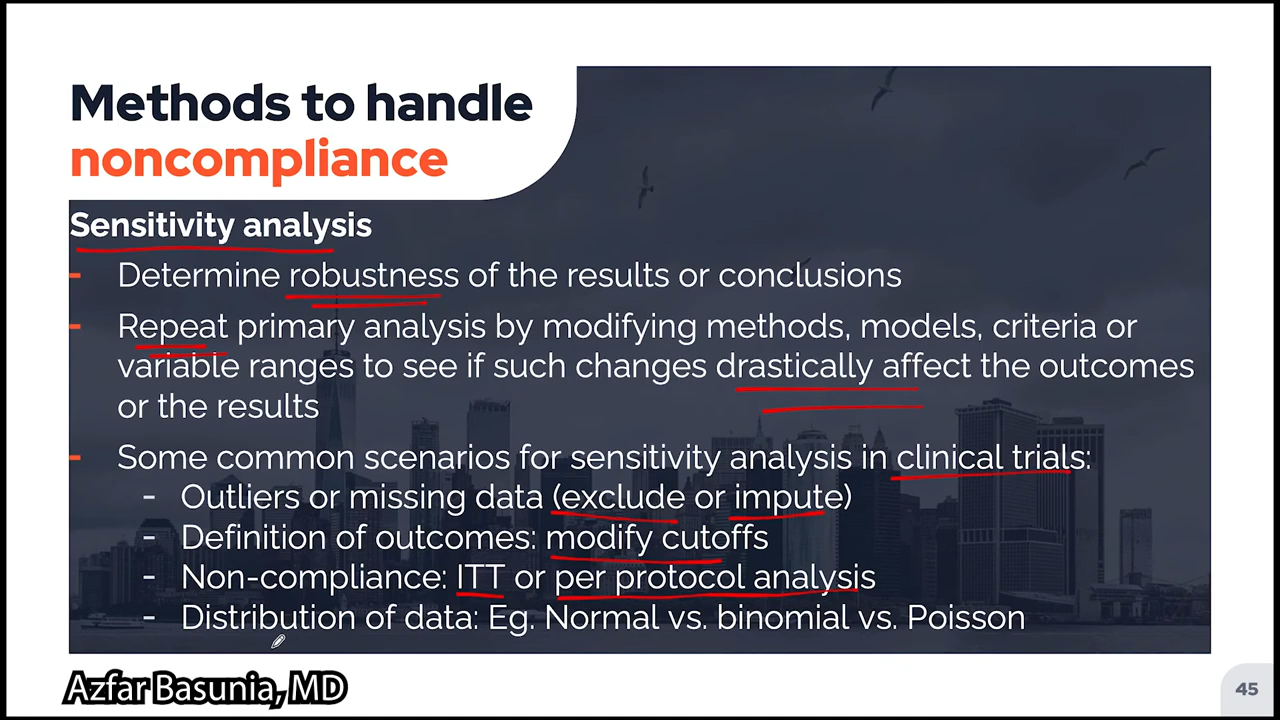 Methods to handle
noncompliance
Sensitivity analysis
- Determine robustness of the results or conclusions
- Repeat primary analysis by modifying methods, models, criteria or
variable ranges to see if such changes drastically affect the outcomes
or the results
- Some common scenarios for sensitivity analysis in clinical trials:
- Outliers or missing data (exclude or impute)
- Definition of outcomes: modify cutoffs
- Non-compliance: ITT or per protocol analysis
- Distribution of data: Eg. Normal vs. binomial vs. Poisson
Azfar Basunia, MD
45